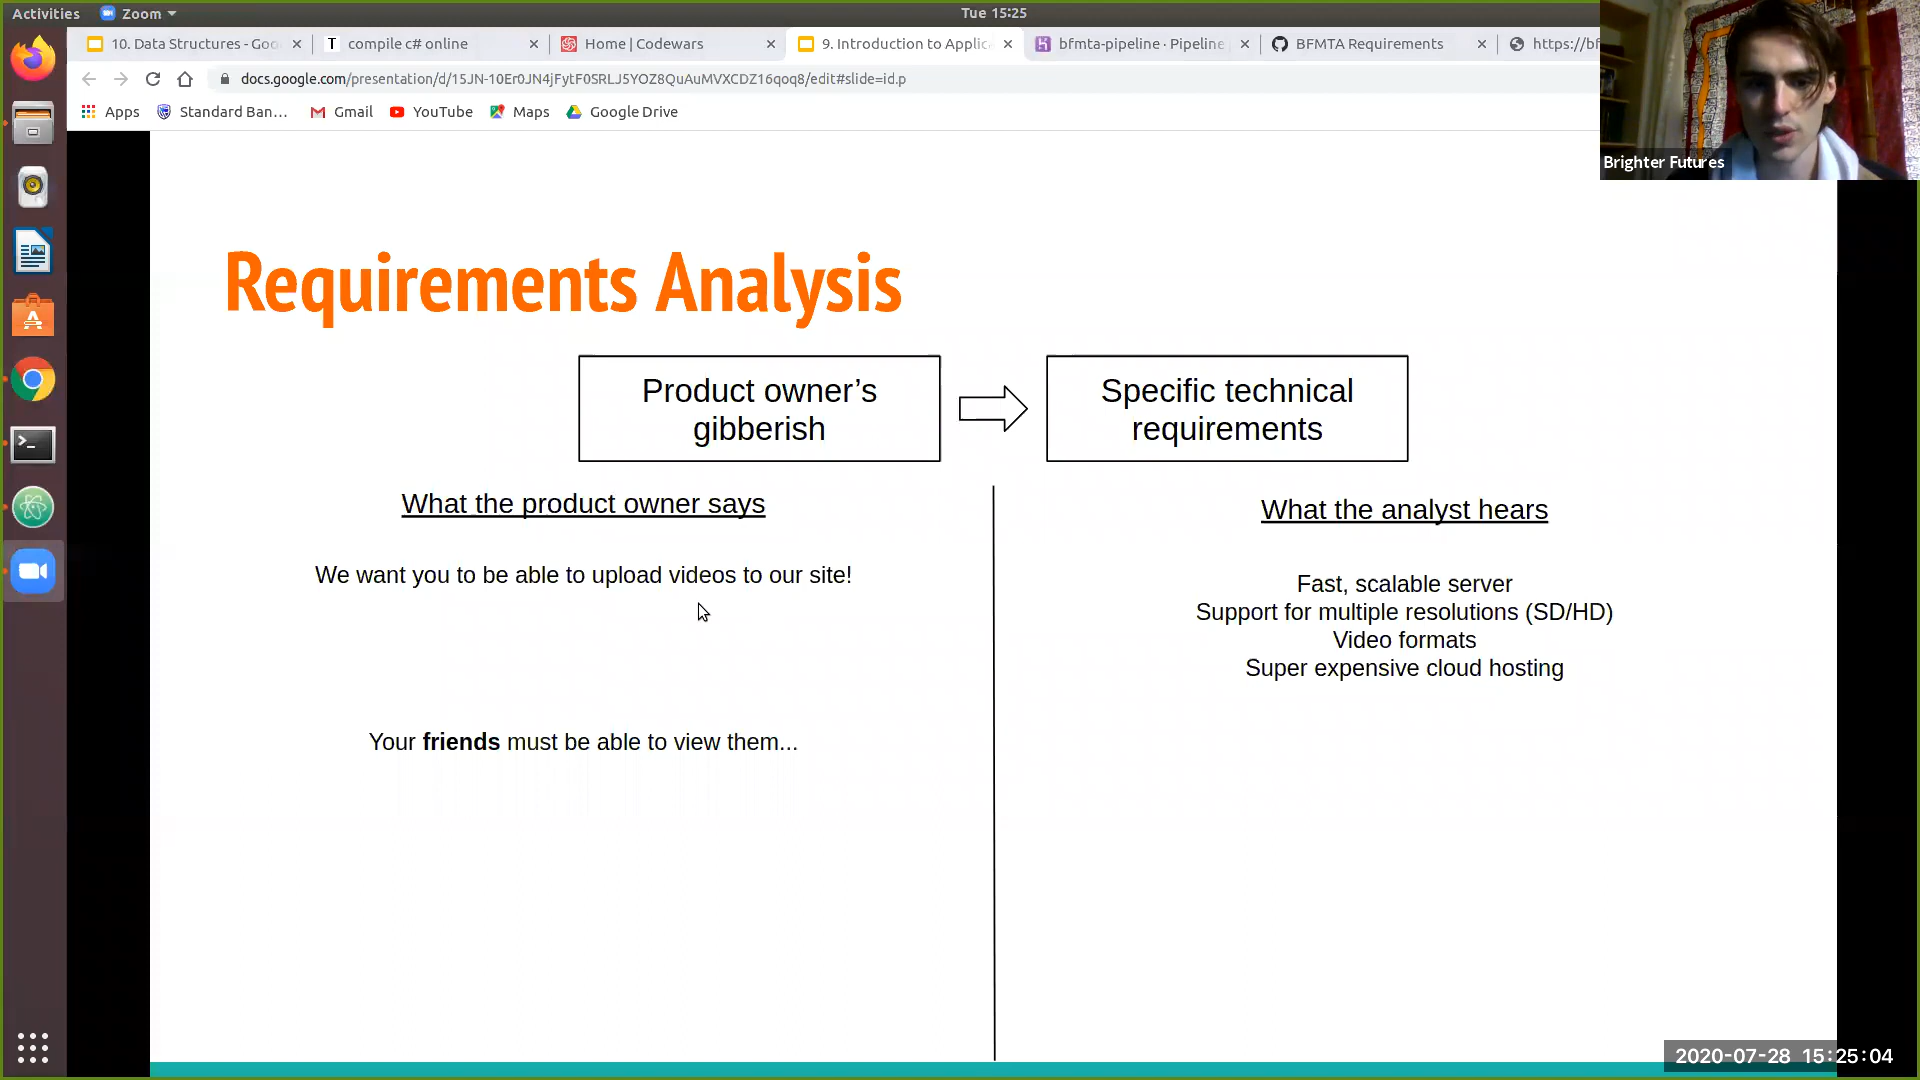 Activities
Zoom
Tue 15:25
10. Data Structures - Goo
compile c# online
Home | Codewars
9. Introduction to Applic
bfmta-pipeline · Pipeline
BFMTA Requirements
https://bf
docs.google.com/presentation/d/15JN-10Er0JN4jFytF0SRLJ5YOZ8QuAuMVXCDZ16qoq8/edit#slide=id.p
Apps
Standard Ban...
Gmail
YouTube
Maps
Google Drive
Brighter Futures
Requirements Analysis
Product owner’s
gibberish
Specific technical
requirements
What the product owner says
What the analyst hears
We want you to be able to upload videos to our site!
Fast, scalable server
Support for multiple resolutions (SD/HD)
Video formats
Super expensive cloud hosting
Your friends must be able to view them...
2020-07-28 15:25:04